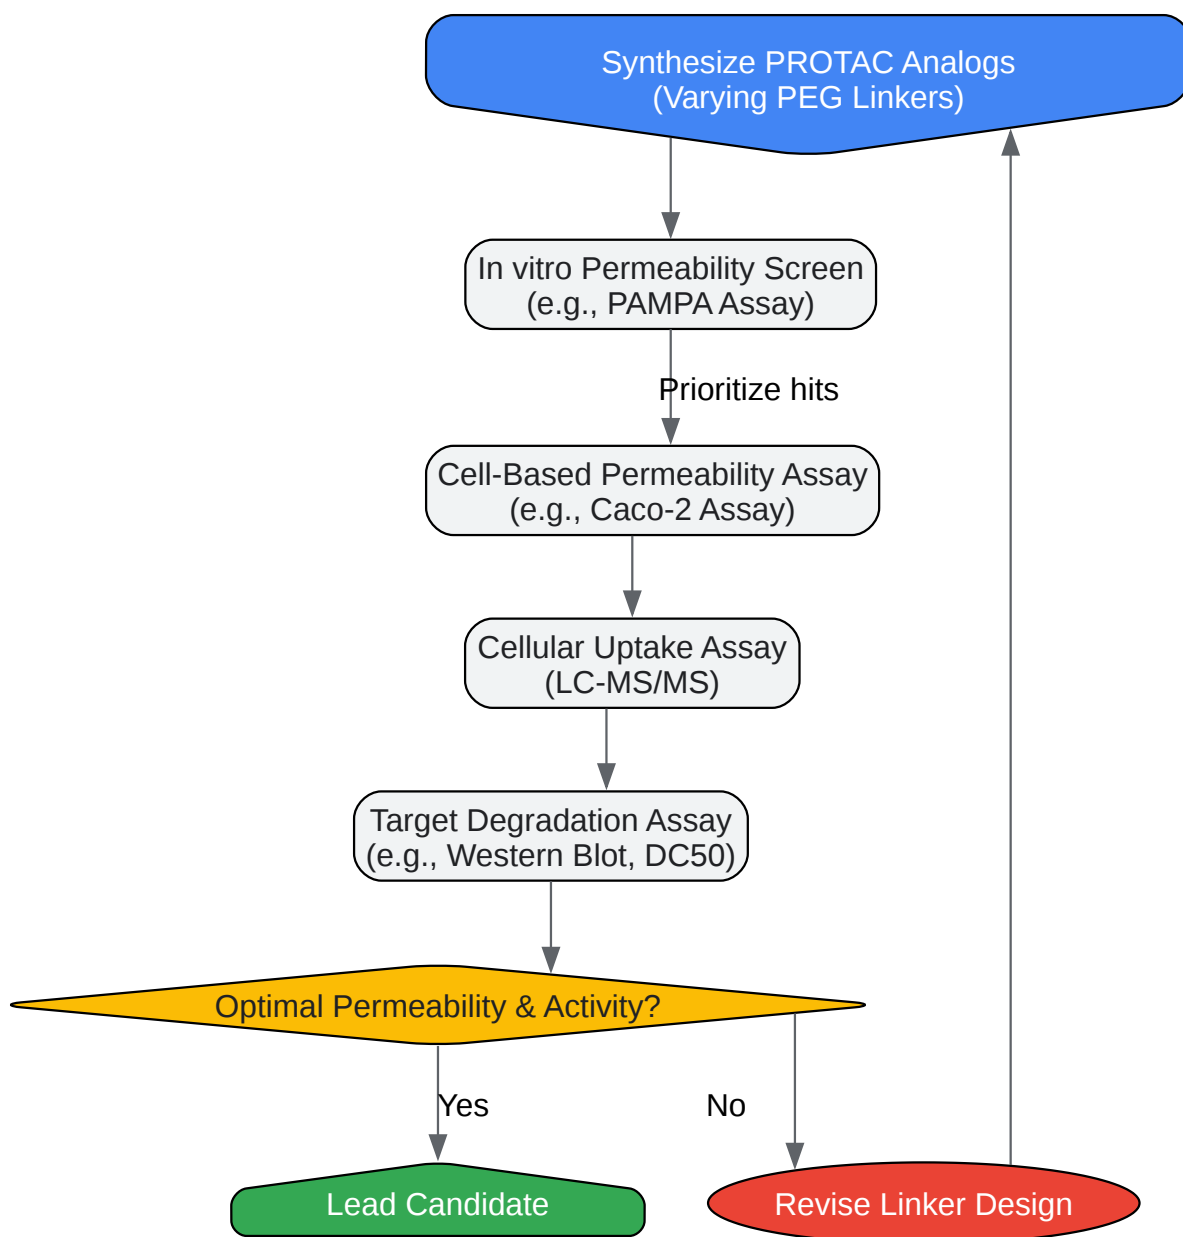 Synthesize PROTAC Analogs
(Varying PEG Linkers)
In vitro Permeability Screen
(e.g., PAMPA Assay)
Prioritize hits
Cell-Based Permeability Assay
(e.g., Caco-2 Assay)
Cellular Uptake Assay
(LC-MS/MS)
Target Degradation Assay
(e.g., Western Blot, DC50)
Optimal Permeability & Activity?
Yes
No
Lead Candidate
Revise Linker Design